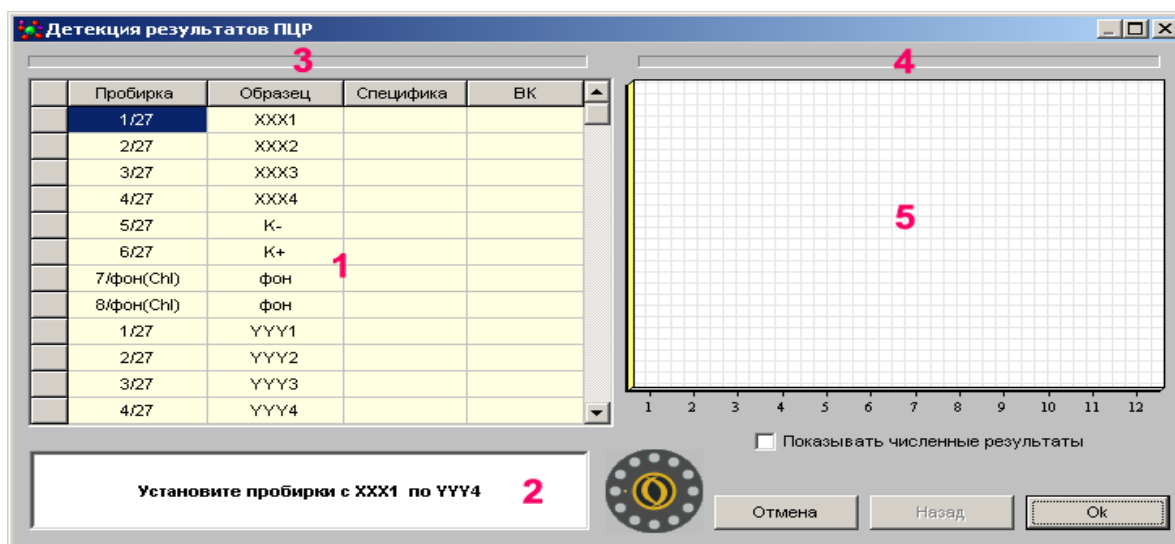 Детекция результатов ПЦР
3
4
Пробирка Образец Специфика ВК
1/27 XXX1
2/27 XXX2
3/27 XXX3
4/27 XXX4
5/27 К-
6/27 К+
1
7/фон(Chl) фон
8/фон(Chl) фон
1/27 YYY1
2/27 YYY2
3/27 YYY3
4/27 YYY4
5
1 2 3 4 5 6 7 8 9 10 11 12
Показывать численные результаты
Установите пробирки с XXX1 по YYY4
2
Отмена Назад Ok